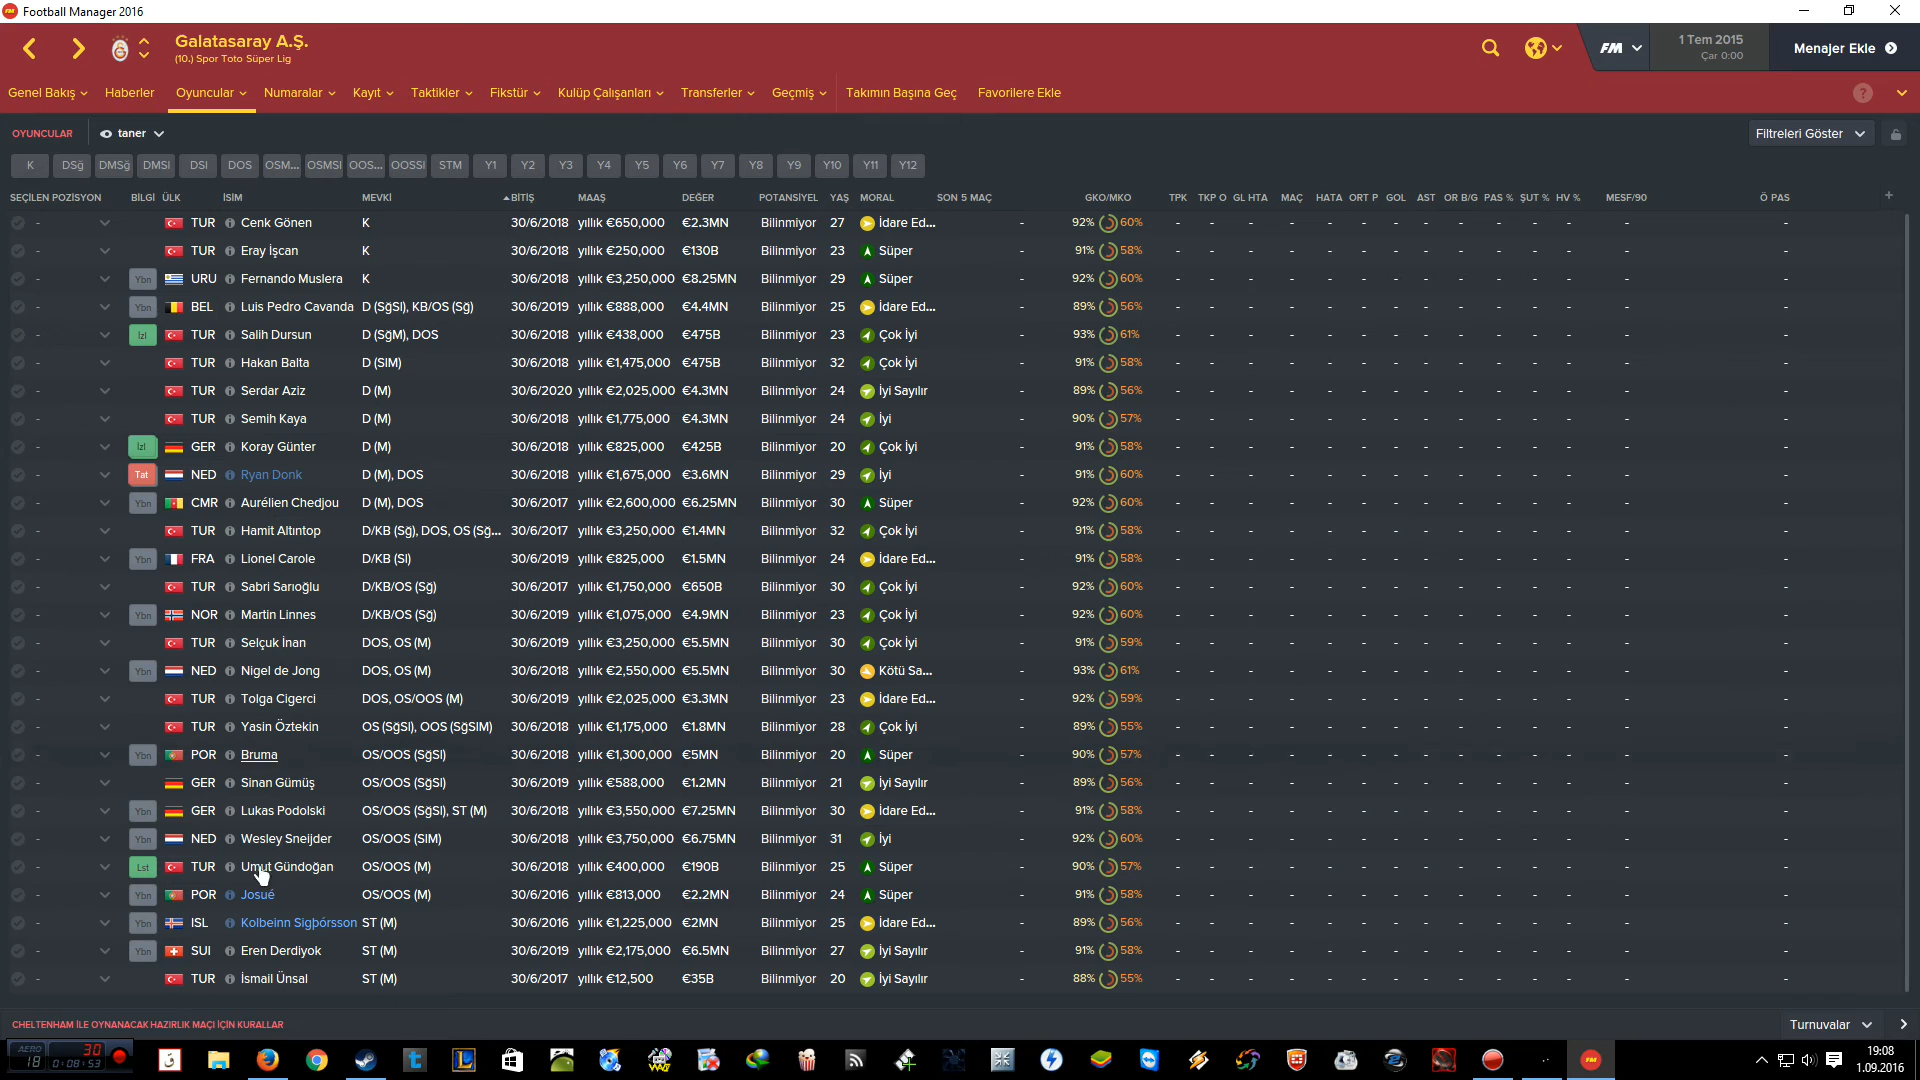 Football Manager 2016
Galatasaray A.Ş.
(10.) Spor Toto Süper Lig
FM
1 Tem 2015
Çar 0:00
Menajer Ekle
Genel Bakış Haberler Oyuncular Numaralar Kayıt Taktikler Fikstür Kulüp Çalışanları Transferler Geçmiş Takımın Başına Geç Favorilere Ekle ?
OYUNCULAR taner Filtreleri Göster
K DSğ DMSğ DMSl DSl DOS OSM... OSMSl OOS... OOSSl STM Y1 Y2 Y3 Y4 Y5 Y6 Y7 Y8 Y9 Y10 Y11 Y12
SEÇİLEN POZİSYON BİLGİ ÜLK İSİM MEVKİ BİTİŞ MAAŞ DEĞER POTANSİYEL YAŞ MORAL SON 5 MAÇ GKO/MKO TPK TKP O GL HTA MAÇ HATA ORT P GOL AST OR B/G PAS % ŞUT % HV % MESF/90 Ö PAS +
- TUR Cenk Gönen K 30/6/2018 yıllık €650,000 €2.3MN Bilinmiyor 27 İdare Ed... - 92% 60% - - - - - - - - - - - - - -
- TUR Eray İşcan K 30/6/2018 yıllık €250,000 €130B Bilinmiyor 23 Süper - 91% 58% - - - - - - - - - - - - - -
- Ybn URU Fernando Muslera K 30/6/2018 yıllık €3,250,000 €8.25MN Bilinmiyor 29 Süper - 92% 60% - - - - - - - - - - - - - -
- Ybn BEL Luis Pedro Cavanda D (SğSl), KB/OS (Sğ) 30/6/2019 yıllık €888,000 €4.4MN Bilinmiyor 25 İdare Ed... - 89% 56% - - - - - - - - - - - - - -
- İzl TUR Salih Dursun D (SğM), DOS 30/6/2018 yıllık €438,000 €475B Bilinmiyor 23 Çok İyi - 93% 61% - - - - - - - - - - - - - -
- TUR Hakan Balta D (SlM) 30/6/2018 yıllık €1,475,000 €475B Bilinmiyor 32 Çok İyi - 91% 58% - - - - - - - - - - - - - -
- TUR Serdar Aziz D (M) 30/6/2020 yıllık €2,025,000 €4.3MN Bilinmiyor 24 İyi Sayılır - 89% 56% - - - - - - - - - - - - - -
- TUR Semih Kaya D (M) 30/6/2018 yıllık €1,775,000 €4.3MN Bilinmiyor 24 İyi - 90% 57% - - - - - - - - - - - - - -
- İzl GER Koray Günter D (M) 30/6/2018 yıllık €825,000 €425B Bilinmiyor 20 Çok İyi - 91% 58% - - - - - - - - - - - - - -
- Tat NED Ryan Donk D (M), DOS 30/6/2018 yıllık €1,675,000 €3.6MN Bilinmiyor 29 İyi - 91% 60% - - - - - - - - - - - - - -
- Ybn CMR Aurélien Chedjou D (M), DOS 30/6/2017 yıllık €2,600,000 €6.25MN Bilinmiyor 30 Süper - 92% 60% - - - - - - - - - - - - - -
- TUR Hamit Altıntop D/KB (Sğ), DOS, OS (Sğ... 30/6/2017 yıllık €3,250,000 €1.4MN Bilinmiyor 32 Çok İyi - 91% 58% - - - - - - - - - - - - - -
- Ybn FRA Lionel Carole D/KB (Sl) 30/6/2019 yıllık €825,000 €1.5MN Bilinmiyor 24 İdare Ed... - 91% 58% - - - - - - - - - - - - - -
- TUR Sabri Sarıoğlu D/KB/OS (Sğ) 30/6/2017 yıllık €1,750,000 €650B Bilinmiyor 30 Çok İyi - 92% 60% - - - - - - - - - - - - - -
- Ybn NOR Martin Linnes D/KB/OS (Sğ) 30/6/2019 yıllık €1,075,000 €4.9MN Bilinmiyor 23 Çok İyi - 92% 60% - - - - - - - - - - - - - -
- TUR Selçuk İnan DOS, OS (M) 30/6/2018 yıllık €3,250,000 €5.5MN Bilinmiyor 30 Çok İyi - 91% 59% - - - - - - - - - - - - - -
- Ybn NED Nigel de Jong DOS, OS (M) 30/6/2018 yıllık €2,550,000 €5.5MN Bilinmiyor 30 Kötü Sa... - 93% 61% - - - - - - - - - - - - - -
- TUR Tolga Cigerci DOS, OS/OOS (M) 30/6/2019 yıllık €2,025,000 €3.3MN Bilinmiyor 23 İdare Ed... - 92% 59% - - - - - - - - - - - - - -
- TUR Yasin Öztekin OS (SğSl), OOS (SğSlM) 30/6/2018 yıllık €1,175,000 €1.8MN Bilinmiyor 28 Çok İyi - 89% 55% - - - - - - - - - - - - - -
- Ybn POR Bruma OS/OOS (SğSl) 30/6/2018 yıllık €1,300,000 €5MN Bilinmiyor 20 Süper - 90% 57% - - - - - - - - - - - - - -
- GER Sinan Gümüş OS/OOS (SğSl) 30/6/2019 yıllık €588,000 €1.2MN Bilinmiyor 21 İyi Sayılır - 89% 56% - - - - - - - - - - - - - -
- Ybn GER Lukas Podolski OS/OOS (SğSl), ST (M) 30/6/2018 yıllık €3,550,000 €7.25MN Bilinmiyor 30 İdare Ed... - 91% 58% - - - - - - - - - - - - - -
- Ybn NED Wesley Sneijder OS/OOS (SlM) 30/6/2018 yıllık €3,750,000 €6.75MN Bilinmiyor 31 İyi - 92% 60% - - - - - - - - - - - - - -
- Lst TUR Umut Gündoğan OS/OOS (M) 30/6/2018 yıllık €400,000 €190B Bilinmiyor 25 Süper - 90% 57% - - - - - - - - - - - - - -
- Ybn POR Josué OS/OOS (M) 30/6/2016 yıllık €813,000 €2.2MN Bilinmiyor 24 Süper - 91% 58% - - - - - - - - - - - - - -
- Ybn ISL Kolbeinn Sigþórsson ST (M) 30/6/2016 yıllık €1,225,000 €2MN Bilinmiyor 25 İdare Ed... - 89% 56% - - - - - - - - - - - - - -
- Ybn SUI Eren Derdiyok ST (M) 30/6/2019 yıllık €2,175,000 €6.5MN Bilinmiyor 27 İyi Sayılır - 91% 58% - - - - - - - - - - - - - -
- TUR İsmail Ünsal ST (M) 30/6/2017 yıllık €12,500 €35B Bilinmiyor 20 İyi Sayılır - 88% 55% - - - - - - - - - - - - - -
CHELTENHAM İLE OYNANACAK HAZIRLIK MAÇI İÇİN KURALLAR Turnuvalar
AERO 30
18 0:08:53
19:08
1.09.2016